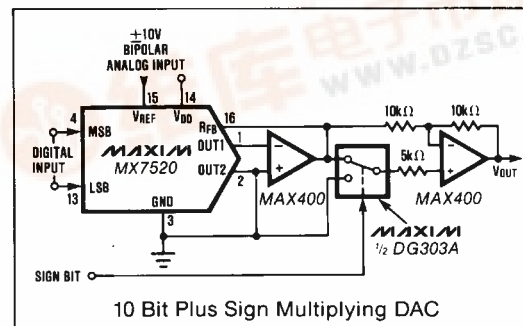 ±10V
BIPOLAR
ANALOG INPUT
15 14
VREF VDD
4 MSB
16
RFB
OUT1 1
OUT2 2
DIGITAL
INPUT
MAXIM
MX7520
13 LSB
GND
3
MAX400
10kΩ 10kΩ
5kΩ
VOUT
MAX400
MAXIM
1/2 DG303A
SIGN BIT
10 Bit Plus Sign Multiplying DAC
WWW.DZSC